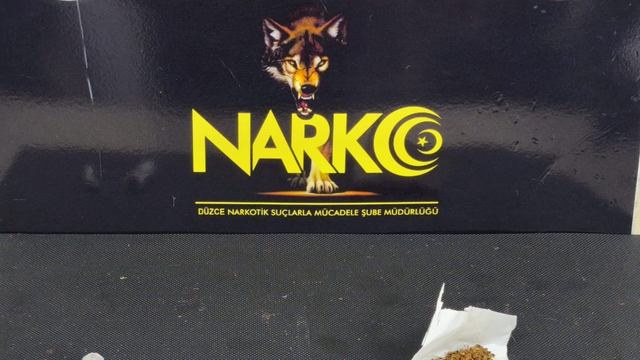 NARKO
DÜZCE NARKOTİK SUÇLARLA MÜCADELE ŞUBE MÜDÜRLÜĞÜ